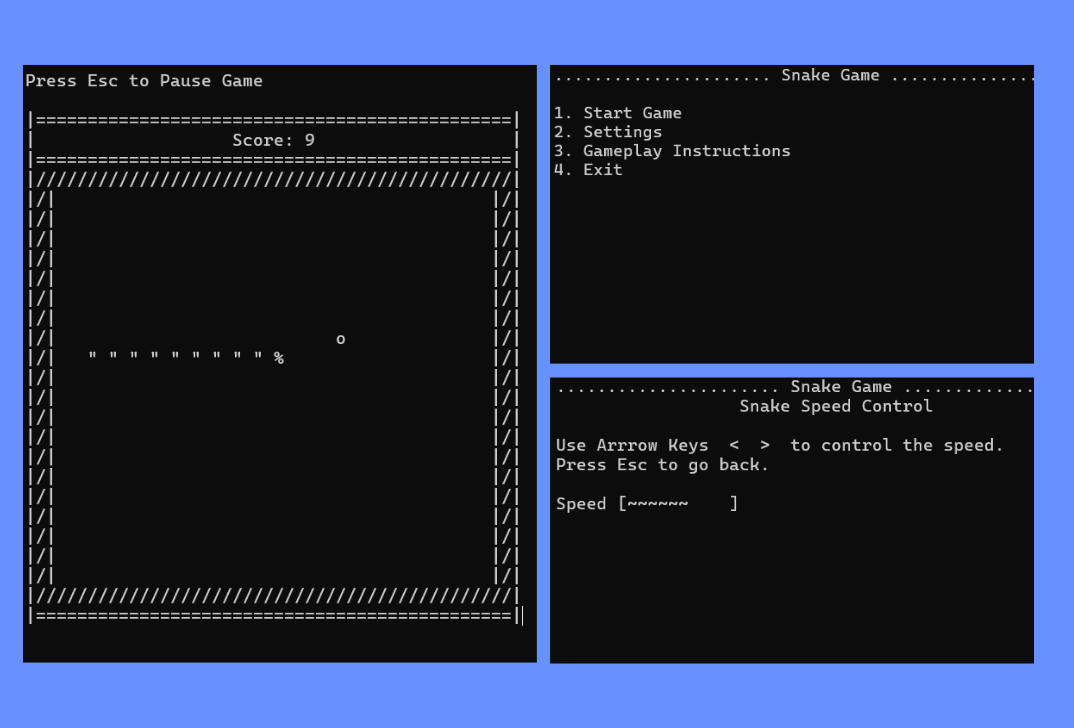 Press Esc to Pause Game
|==============================================|
| Score: 9 |
|==============================================|
|//////////////////////////////////////////////|
|/| |/|
|/| |/|
|/| |/|
|/| |/|
|/| |/|
|/| |/|
|/| |/|
|/| o |/|
|/| " " " " " " " " " % |/|
|/| |/|
|/| |/|
|/| |/|
|/| |/|
|/| |/|
|/| |/|
|/| |/|
|/| |/|
|/| |/|
|/| |/|
|/| |/|
|//////////////////////////////////////////////|
|==============================================|
...................... Snake Game ...............
1. Start Game
2. Settings
3. Gameplay Instructions
4. Exit
...................... Snake Game .............
Snake Speed Control
Use Arrrow Keys < > to control the speed.
Press Esc to go back.
Speed [~~~~~~    ]